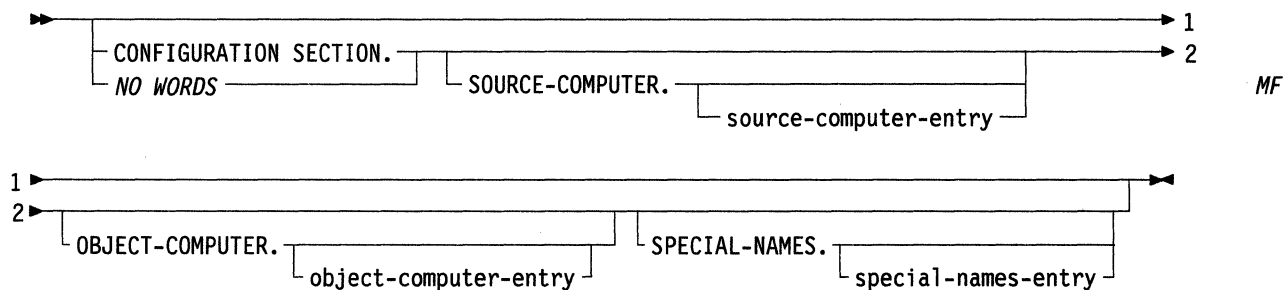 1
CONFIGURATION SECTION.
2
NO WORDS
SOURCE-COMPUTER.
MF
source-computer-entry
1
2
OBJECT-COMPUTER.
SPECIAL-NAMES.
object-computer-entry
special-names-entry